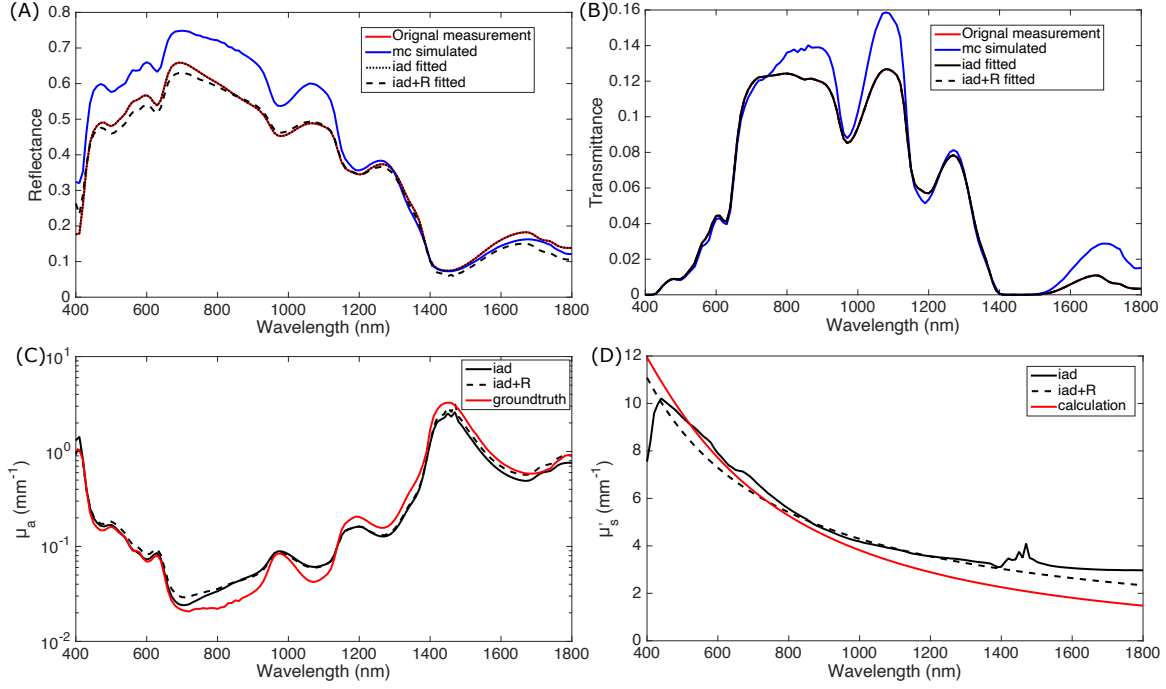 (A)
0.8
0.7
0.6
0.5
0.4
0.3
0.2
0.1
0
Reflectance
Orignal measurement
mc simulated
iad fitted
iad+R fitted
400 600 800 1000 1200 1400 1600 1800
Wavelength (nm)
(B)
0.16
0.14
0.12
0.10
0.08
0.06
0.04
0.02
0
Transmittance
Orignal measurement
mc simulated
iad fitted
iad+R fitted
400 600 800 1000 1200 1400 1600 1800
Wavelength (nm)
(C)
10^1
10^0
10^-1
10^-2
μa (mm^-1)
iad
iad+R
groundtruth
400 600 800 1000 1200 1400 1600 1800
Wavelength (nm)
(D)
12
10
8
6
4
2
0
μ's (mm^-1)
iad
iad+R
calculation
400 600 800 1000 1200 1400 1600 1800
Wavelength (nm)